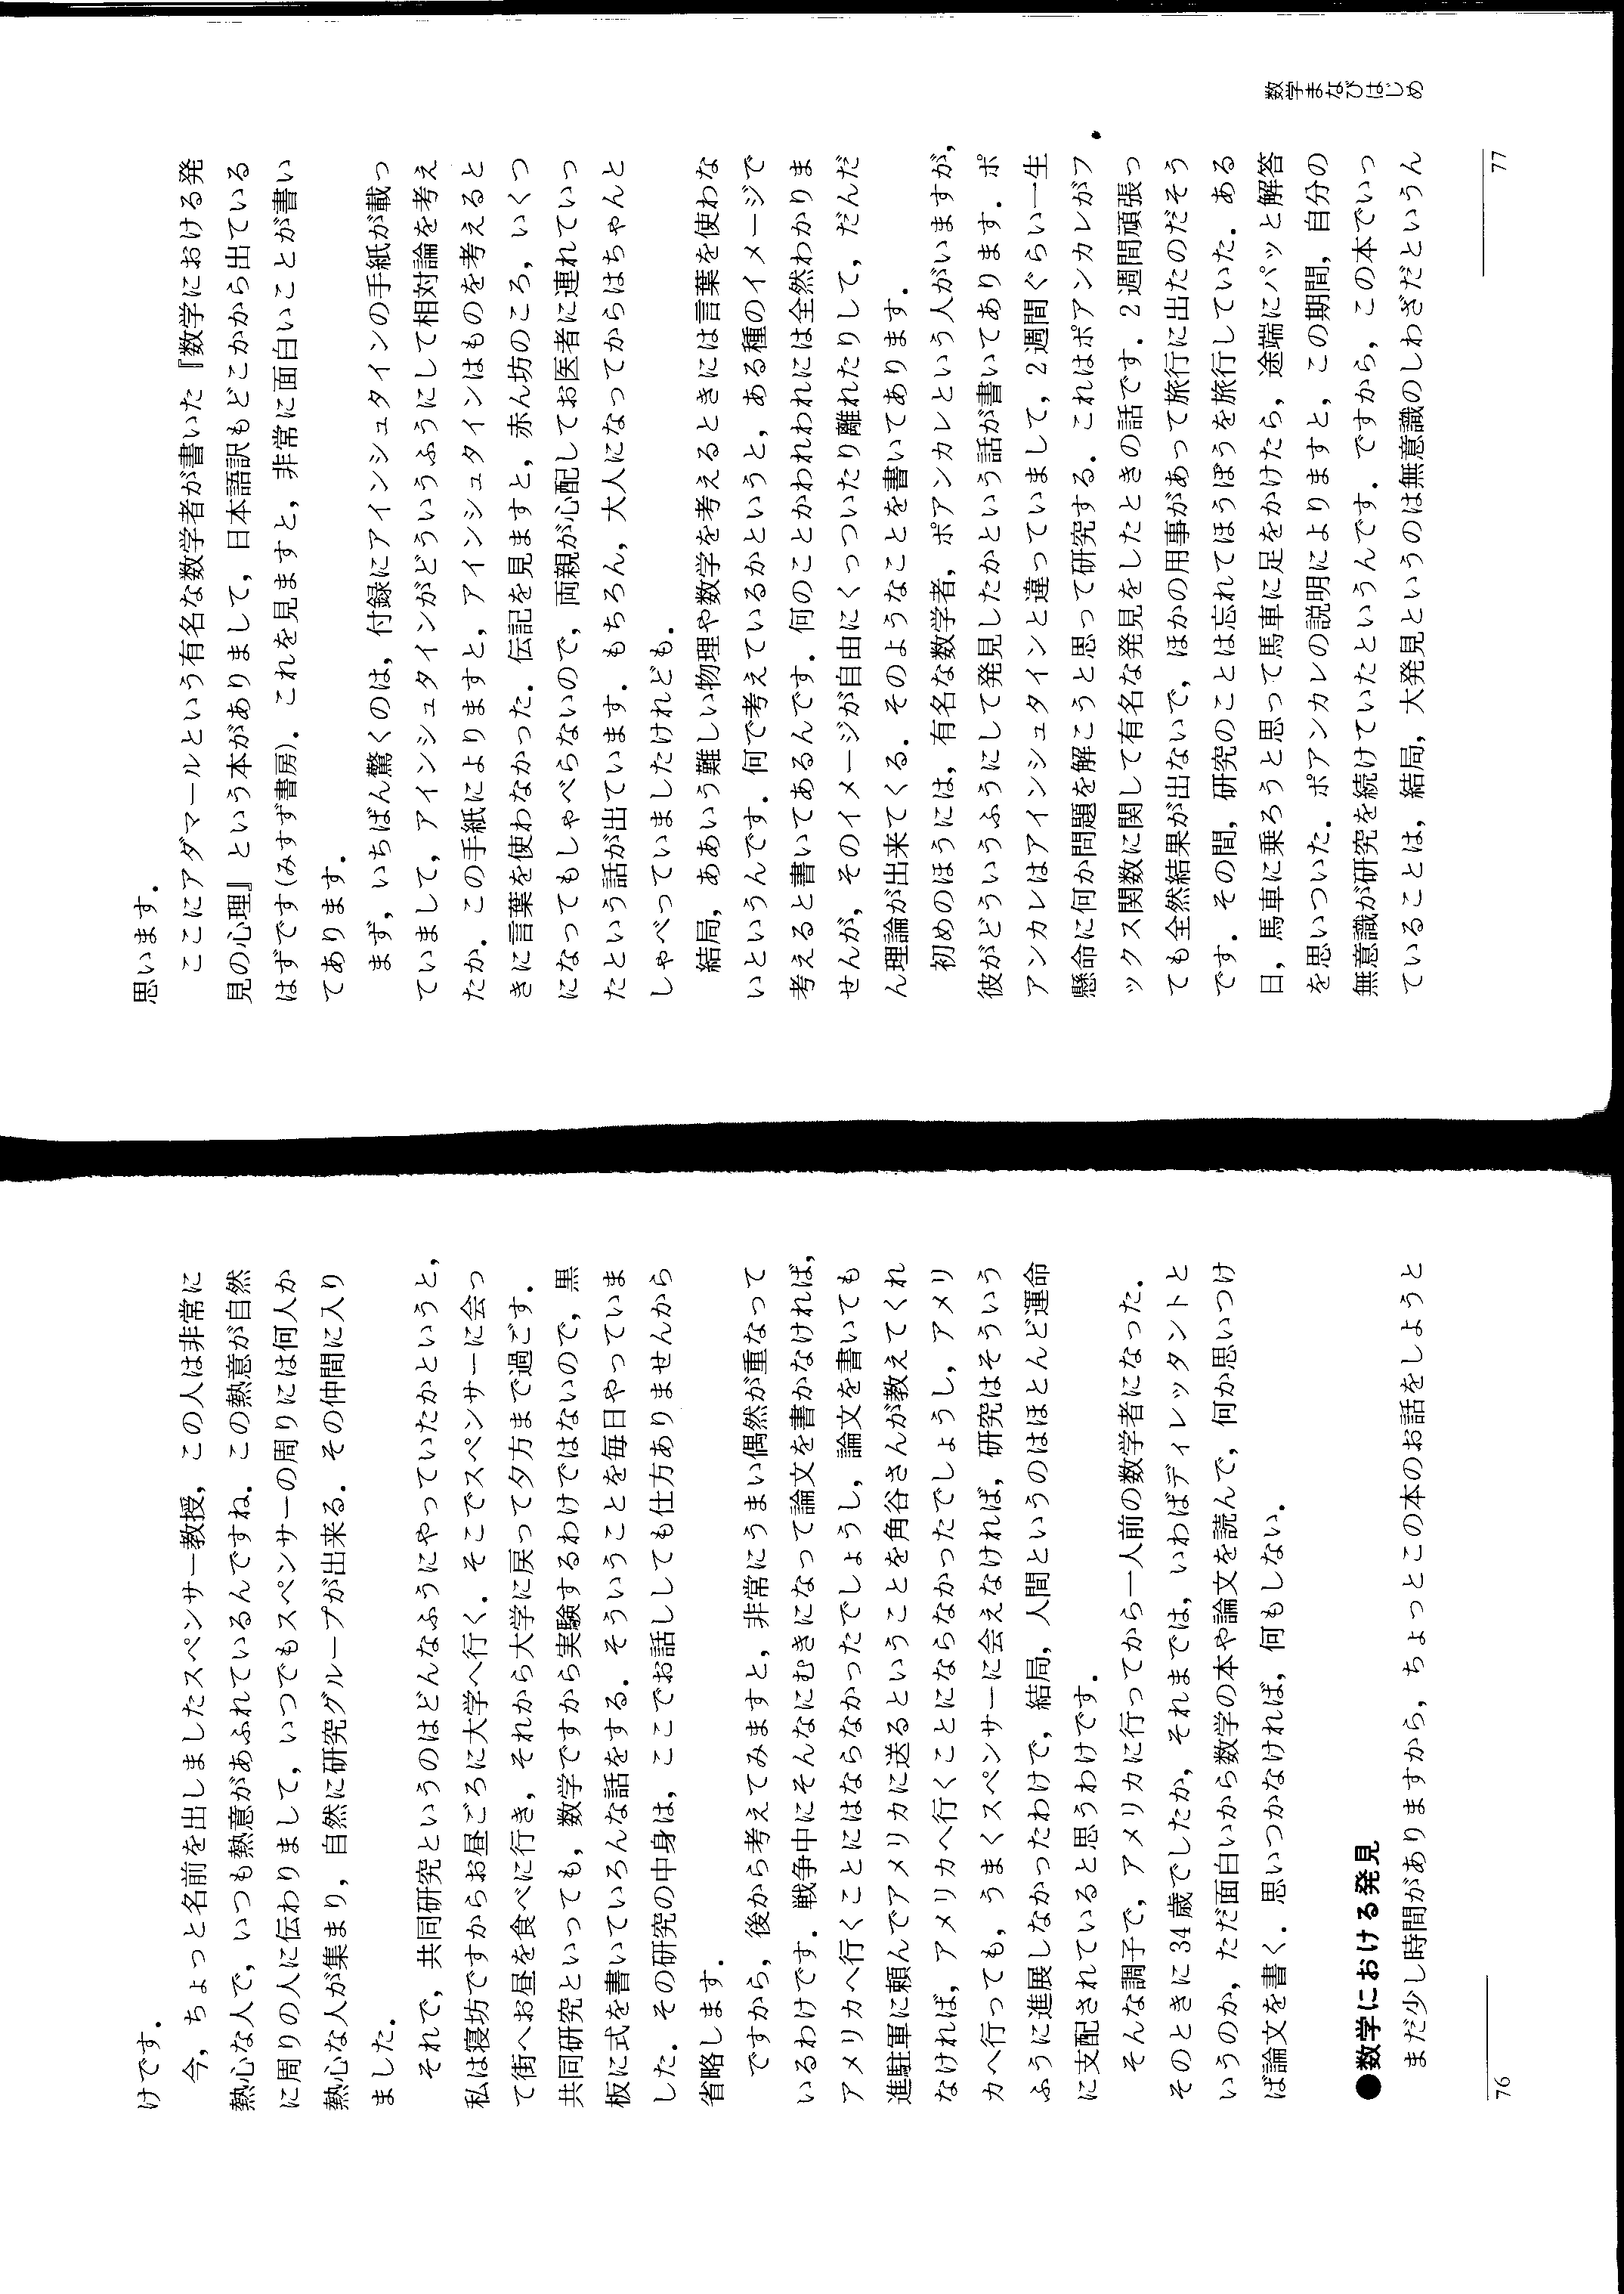 けです．
今，ちょっと名前を出しましたスペンサー教授，この人は非常に
熱心な人で，いつも熱意があふれているんですね．この熱意が自然
に周りの人に伝わりまして，いつでもスペンサーの周りには何人か
熱心な人が集まり，自然に研究グループが出来る．その仲間に入り
ました．
それで，共同研究というのはどんなふうにやっていたかというと，
私は寝坊ですからお昼ごろに大学へ行く．そこでスペンサーに会っ
て街へお昼を食べに行き，それから大学に戻って夕方まで過ごす．
共同研究といっても，数学ですから実験するわけではないので，黒
板に式を書いていろんな話をする．そういうことを毎日やっていま
した．その研究の中身は，ここでお話ししても仕方ありませんから
省略します．
ですから，後から考えてみますと，非常にうまい偶然が重なって
いるわけです．戦争中にそんなにむきになって論文を書かなければ，
アメリカへ行くことにはならなかったでしょうし，論文を書いても
進駐軍に頼んでアメリカに送るということを角谷さんが教えてくれ
なければ，アメリカへ行くことにならなかったでしょうし，アメリ
カへ行っても，うまくスペンサーに会えなければ，研究はそういう
ふうに進展しなかったわけで，結局，人間というのはほとんど運命
に支配されていると思うわけです．
そんな調子で，アメリカに行ってから一人前の数学者になった．
そのときに34歳でしたか，それまでは，いわばディレッタントと
いうのか，ただ面白いから数学の本や論文を読んで，何か思いつけ
ば論文を書く．思いつかなければ，何もしない．
●数学における発見
まだ少し時間がありますから，ちょっとこの本のお話をしようと
76
思います．
ここにアダマールという有名な数学者が書いた『数学における発
見の心理』という本がありまして，日本語訳もどこかから出ている
はずです(みすず書房)．これを見ますと，非常に面白いことが書い
てあります．
まず，いちばん驚くのは，付録にアインシュタインの手紙が載っ
ていまして，アインシュタインがどういうふうにして相対論を考え
たか．この手紙によりますと，アインシュタインはものを考えると
きに言葉を使わなかった．伝記を見ますと，赤ん坊のころ，いくつ
になってもしゃべらないので，両親が心配してお医者に連れていっ
たという話が出ています．もちろん，大人になってからはちゃんと
しゃべっていましたけれども．
結局，ああいう難しい物理や数学を考えるときには言葉を使わな
いというんです．何で考えているかというと，ある種のイメージで
考えると書いてあるんです．何のことかわれわれには全然わかりま
せんが，そのイメージが自由にくっついたり離れたりして，だんだ
ん理論が出来てくる．そのようなことを書いてあります．
初めのほうには，有名な数学者，ポアンカレという人がいますが，
彼がどういうふうにして発見したかという話が書いてあります．ポ
アンカレはアインシュタインと違っていまして，2週間ぐらい一生
懸命に何か問題を解こうと思って研究する．これはポアンカレがフ
ックス関数に関して有名な発見をしたときの話です．2週間頑張っ
ても全然結果が出ないで，ほかの用事があって旅行に出たのだそう
です．その間，研究のことは忘れてほうぼうを旅行していた．ある
日，馬車に乗ろうと思って馬車に足をかけたら，途端にパッと解答
を思いついた．ポアンカレの説明によりますと，この期間，自分の
無意識が研究を続けていたというんです．ですから，この本でいっ
ていることは，結局，大発見というのは無意識のしわざだというん
数学まなびはじめ
77